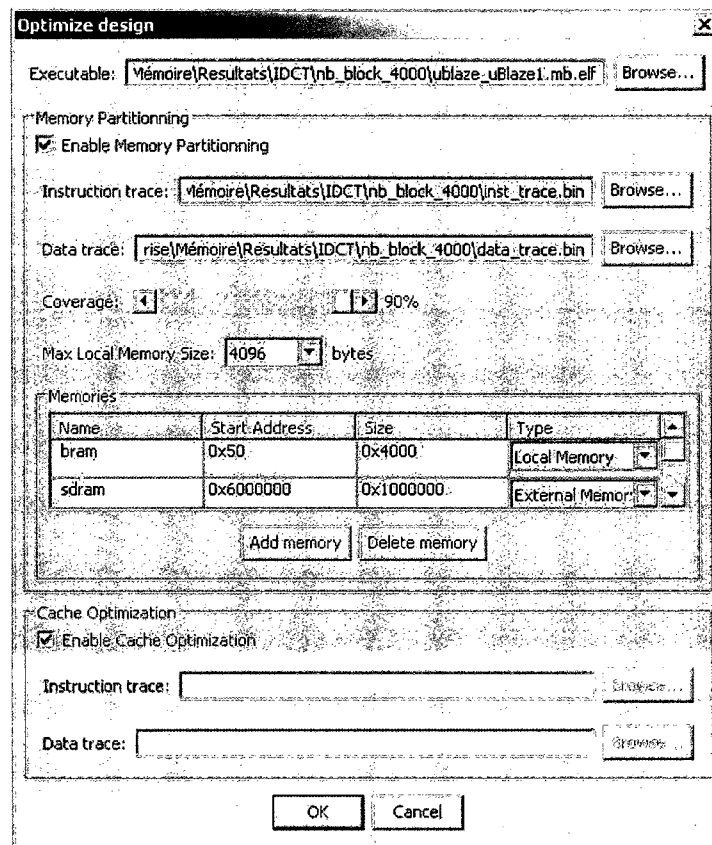 Optimize design
Executable: Mémoire\Resultats\IDCT\nb_block_4000\ublaze_uBlaze1.mb.elf Browse...
Memory Partitionning
Enable Memory Partitionning
Instruction trace: Mémoire\Resultats\IDCT\nb_block_4000\inst_trace.bin Browse...
Data trace: rise\Mémoire\Resultats\IDCT\nb_block_4000\data_trace.bin Browse...
Coverage: 90%
Max Local Memory Size: 4096 bytes
Memories
Name Start Address Size Type
bram 0x50 0x4000 Local Memory
sdram 0x6000000 0x1000000 External Memor
Add memory Delete memory
Cache Optimization
Enable Cache Optimization
Instruction trace: Browse...
Data trace: Browse...
OK Cancel